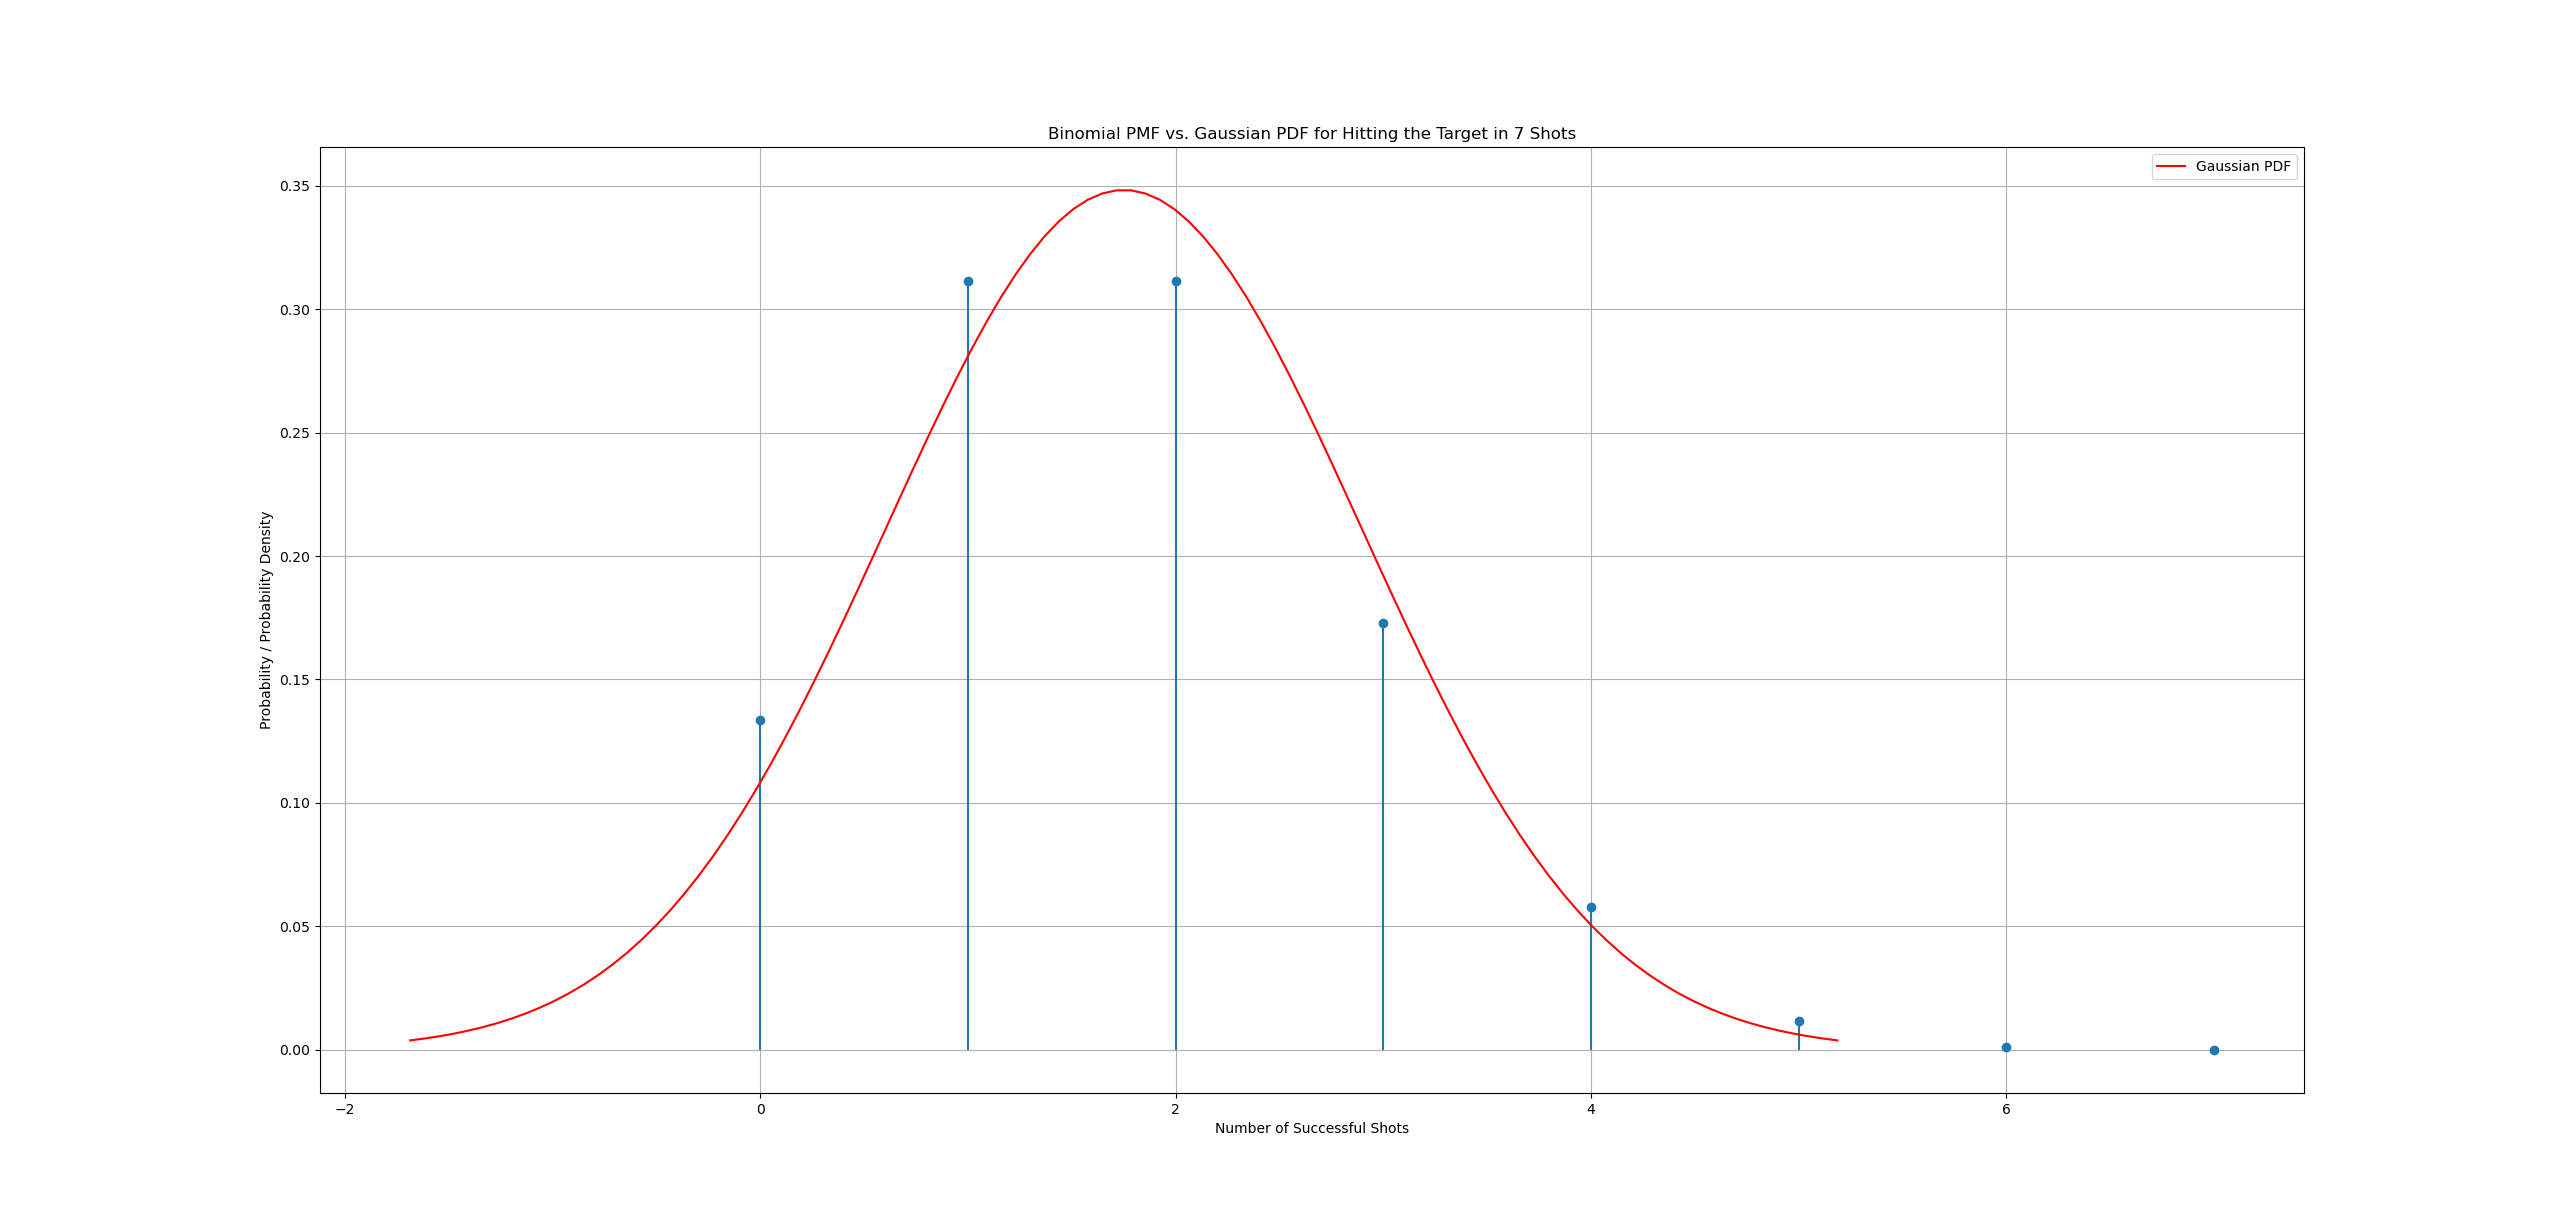 Binomial PMF vs. Gaussian PDF for Hitting the Target in 7 Shots
Gaussian PDF
0.35
0.30
0.25
0.20
0.15
0.10
0.05
0.00
Probability / Probability Density
−2 0 2 4 6
Number of Successful Shots